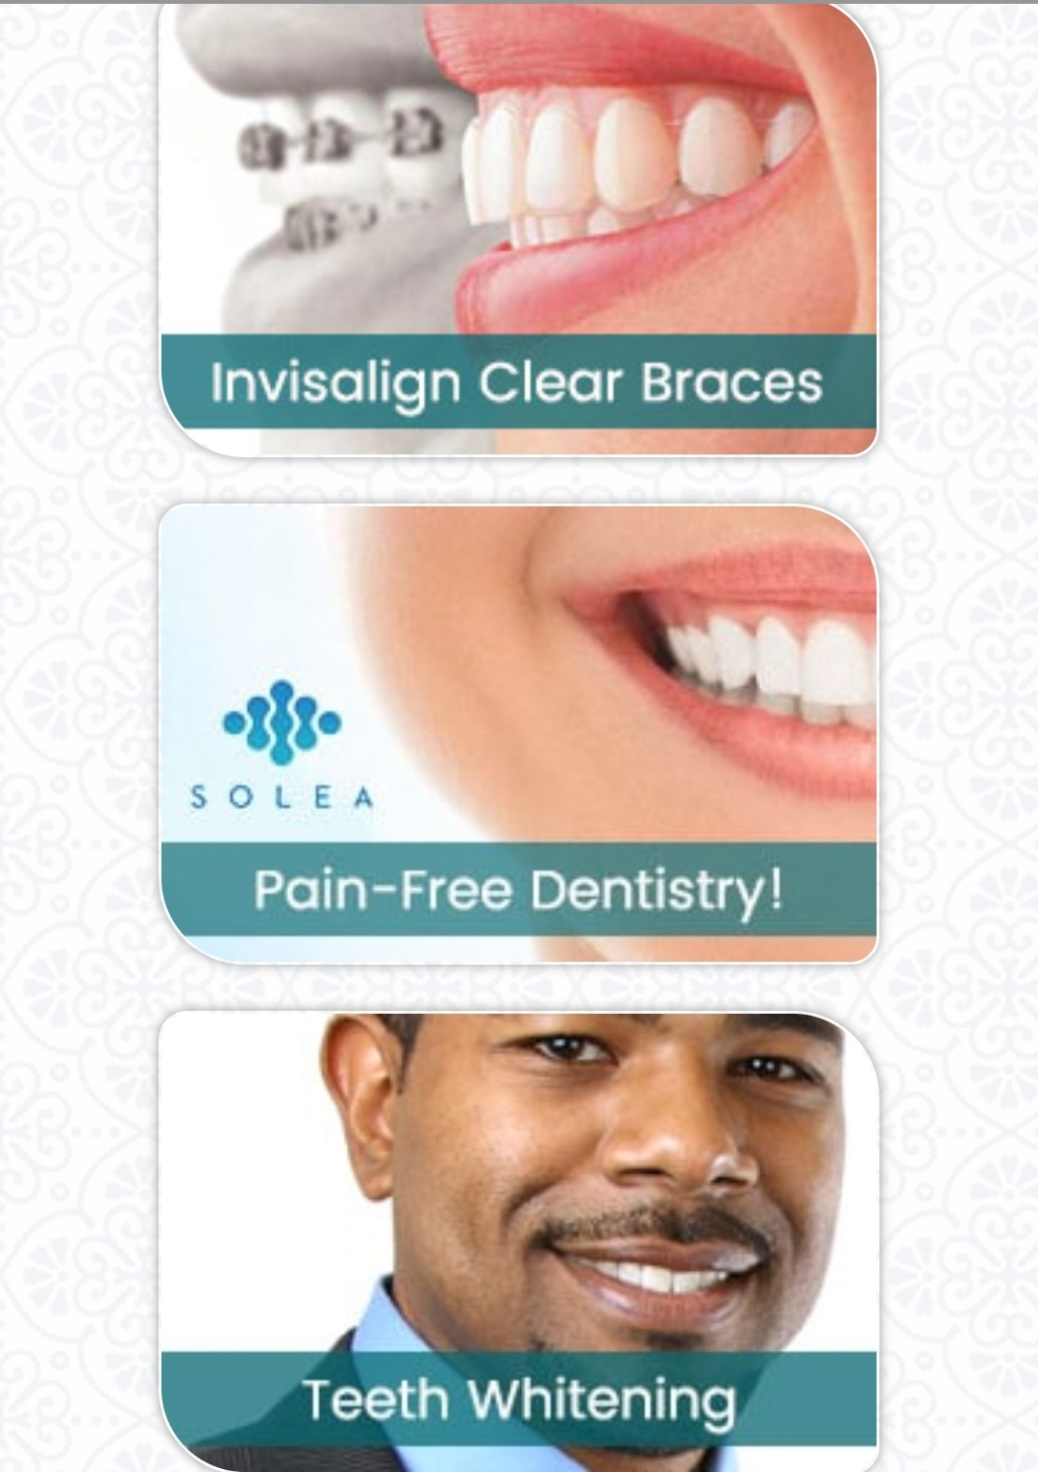 Invisalign Clear Braces
SOLEA
Pain-Free Dentistry!
Teeth Whitening